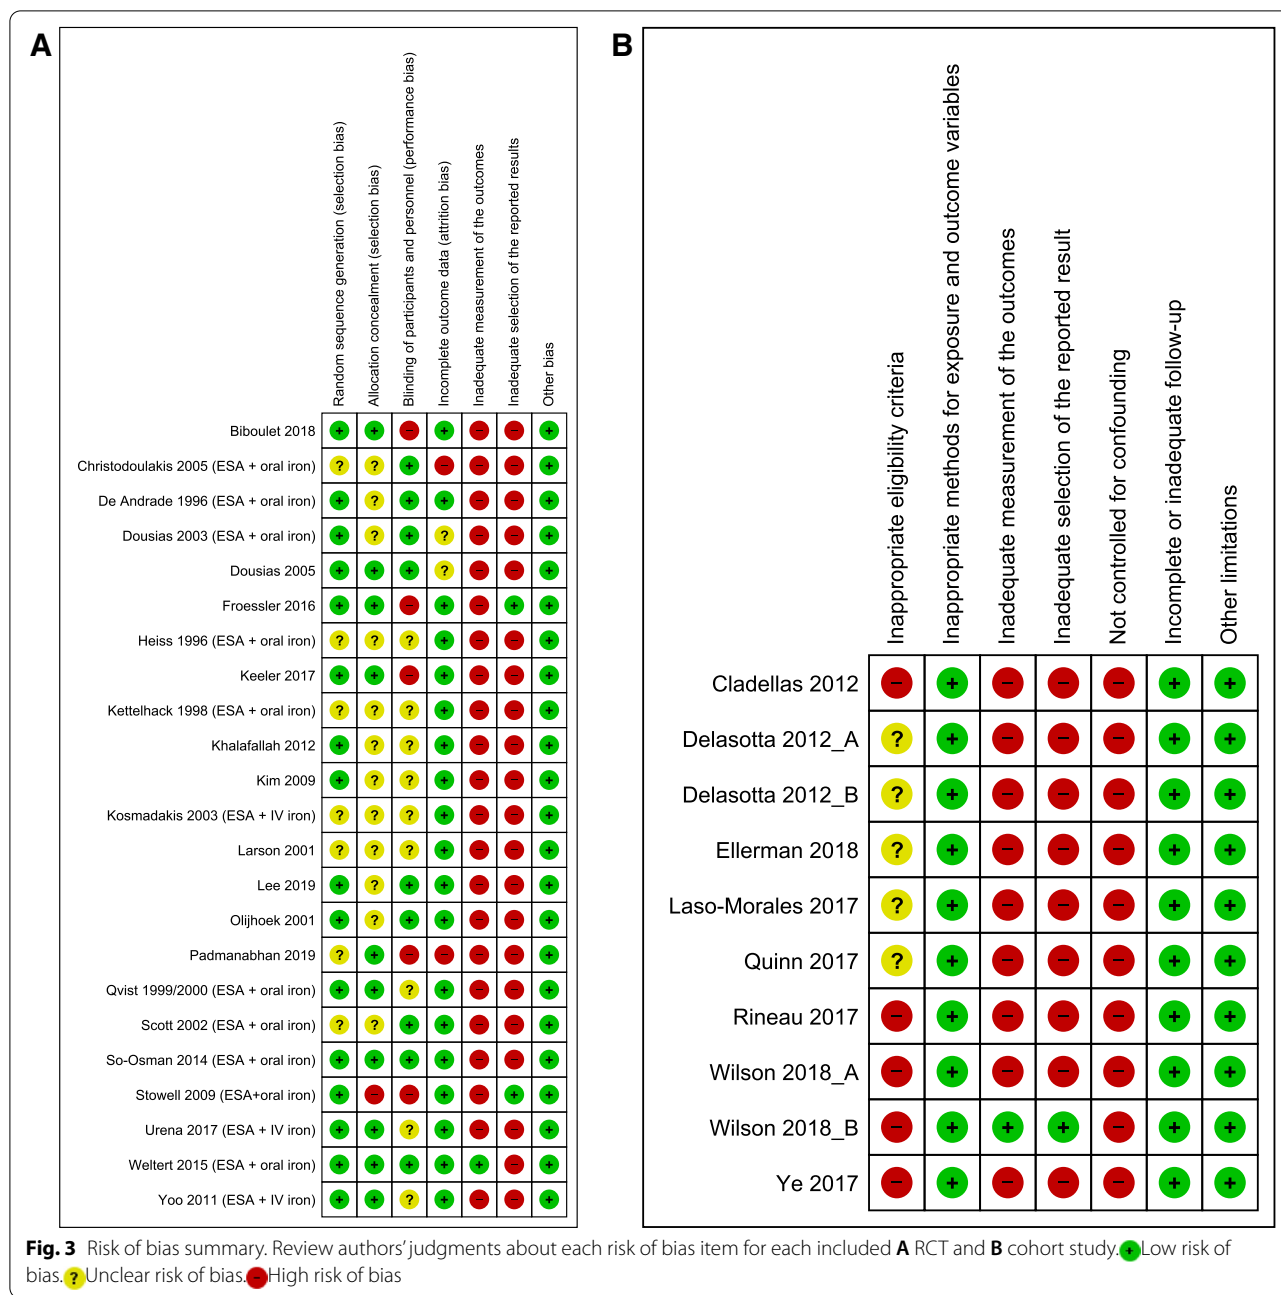 A
Random sequence generation (selection bias)
Allocation concealment (selection bias)
Blinding of participants and personnel (performance bias)
Incomplete outcome data (attrition bias)
Inadequate measurement of the outcomes
Inadequate selection of the reported results
Other bias
Biboulet 2018 + + − + − − +
Christodoulakis 2005 (ESA + oral iron) ? ? + − − − +
De Andrade 1996 (ESA + oral iron) + ? + + − − +
Dousias 2003 (ESA + oral iron) + ? + ? − − +
Dousias 2005 + + + ? − − +
Froessler 2016 + + − + − + +
Heiss 1996 (ESA + oral iron) ? ? ? + − − +
Keeler 2017 + + − + − − +
Kettelhack 1998 (ESA + oral iron) ? ? ? + − − +
Khalafallah 2012 + ? ? + − − +
Kim 2009 + ? ? + − − +
Kosmadakis 2003 (ESA + IV iron) ? ? ? + − − +
Larson 2001 ? ? ? + − − +
Lee 2019 + ? + + − − +
Olijhoek 2001 + ? + + − − +
Padmanabhan 2019 ? + − − − − +
Qvist 1999/2000 (ESA + oral iron) + + ? + − − +
Scott 2002 (ESA + oral iron) ? ? + + − − +
So-Osman 2014 (ESA + oral iron) + + + + − − +
Stowell 2009 (ESA+oral iron) + − − + − + +
Urena 2017 (ESA + IV iron) + + ? + − − +
Weltert 2015 (ESA + oral iron) + + + + + − +
Yoo 2011 (ESA + IV iron) + + ? + − − +
B
Inappropriate eligibility criteria
Inappropriate methods for exposure and outcome variables
Inadequate measurement of the outcomes
Inadequate selection of the reported result
Not controlled for confounding
Incomplete or inadequate follow-up
Other limitations
Cladellas 2012 − + − − − + +
Delasotta 2012_A ? + − − − + +
Delasotta 2012_B ? + − − − + +
Ellerman 2018 ? + − − − + +
Laso-Morales 2017 ? + − − − + +
Quinn 2017 ? + − − − + +
Rineau 2017 − + − − − + +
Wilson 2018_A − + − − − + +
Wilson 2018_B − + + + − + +
Ye 2017 − + − − − + +
Fig. 3 Risk of bias summary. Review authors' judgments about each risk of bias item for each included A RCT and B cohort study. + Low risk of
bias. ? Unclear risk of bias. − High risk of bias